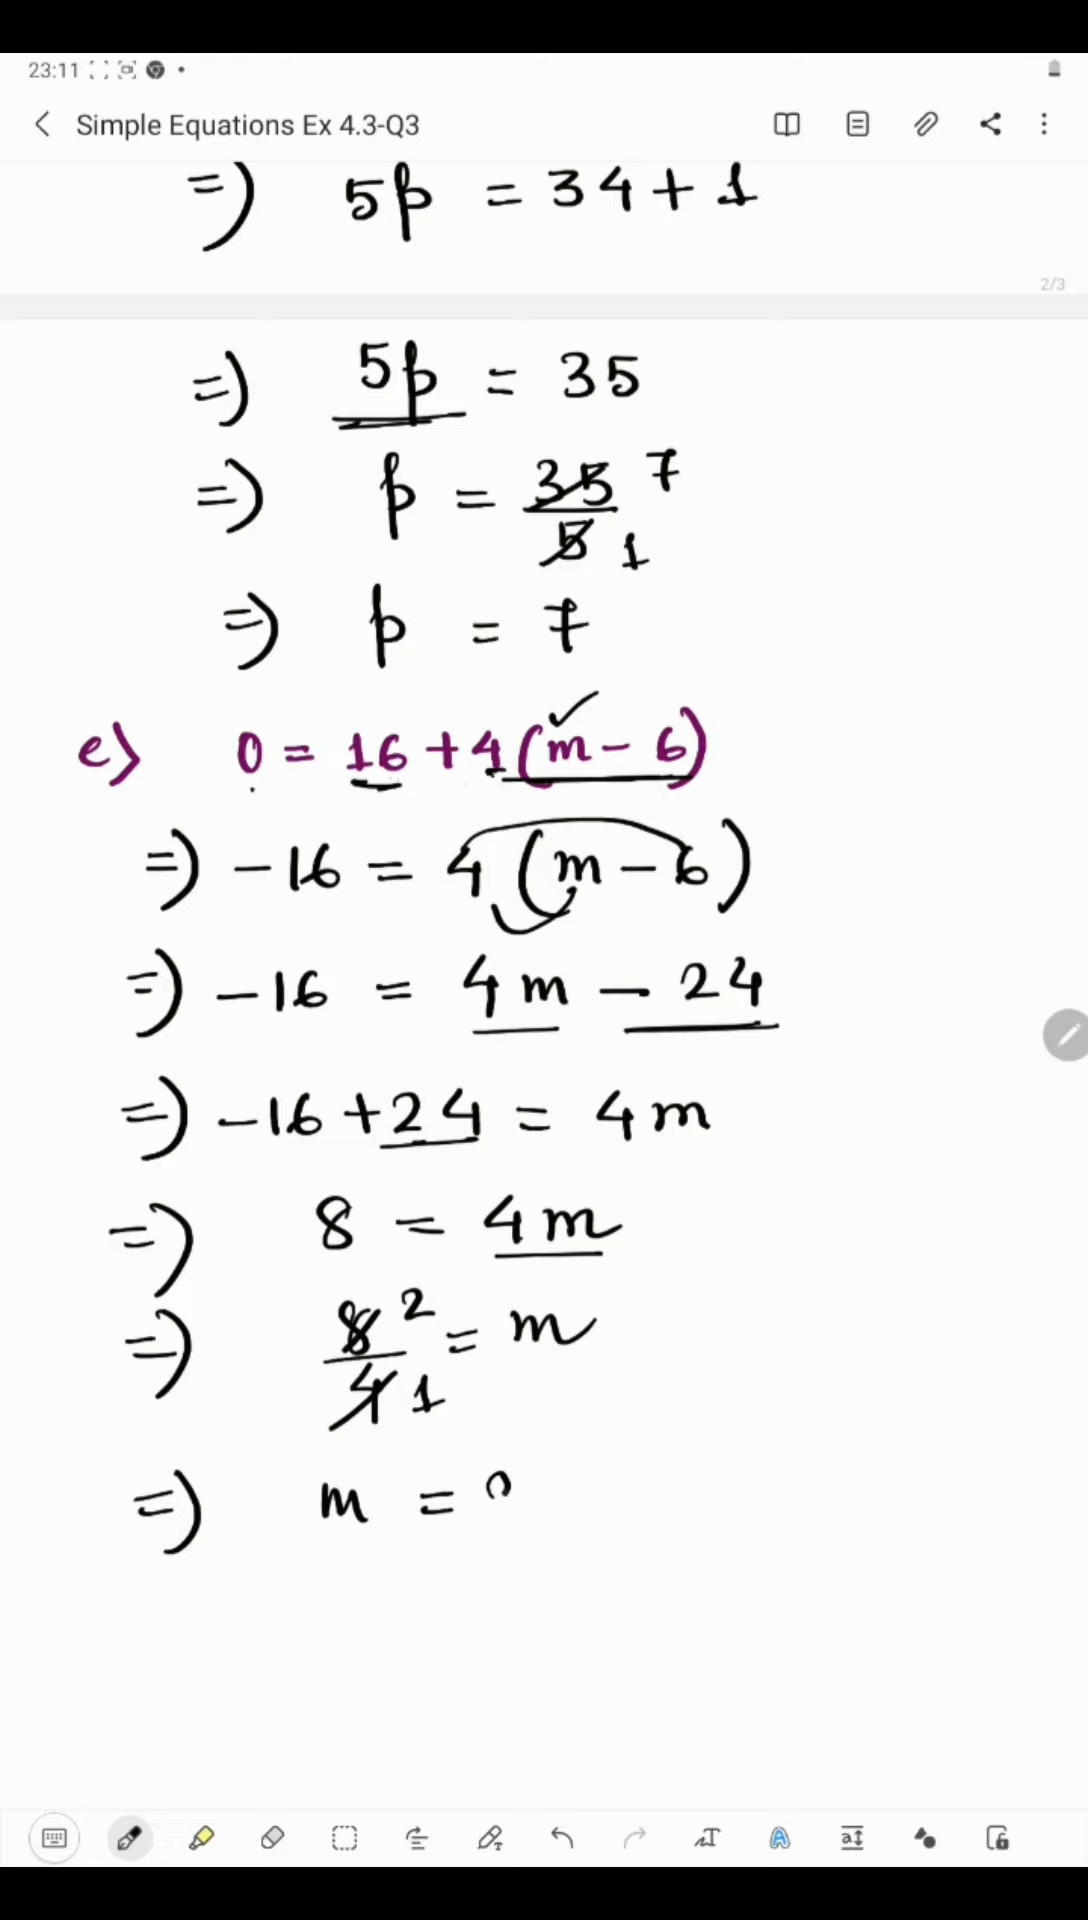 23:11
Simple Equations Ex 4.3-Q3
=) 5p = 34 + 1
2/3
=) 5p = 35
=) p = 35/5 7 1
=) p = 7
e) 0 = 16 + 4(m - 6)
=) -16 = 4(m - 6)
=) -16 = 4m - 24
=) -16 + 24 = 4m
=) 8 = 4m
=) 8/4 2 1 = m
=) m =